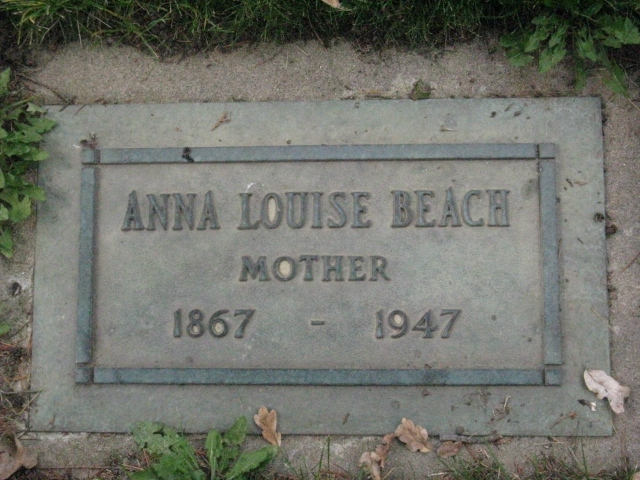 ANNA LOUISE BEACH
MOTHER
1867 - 1947